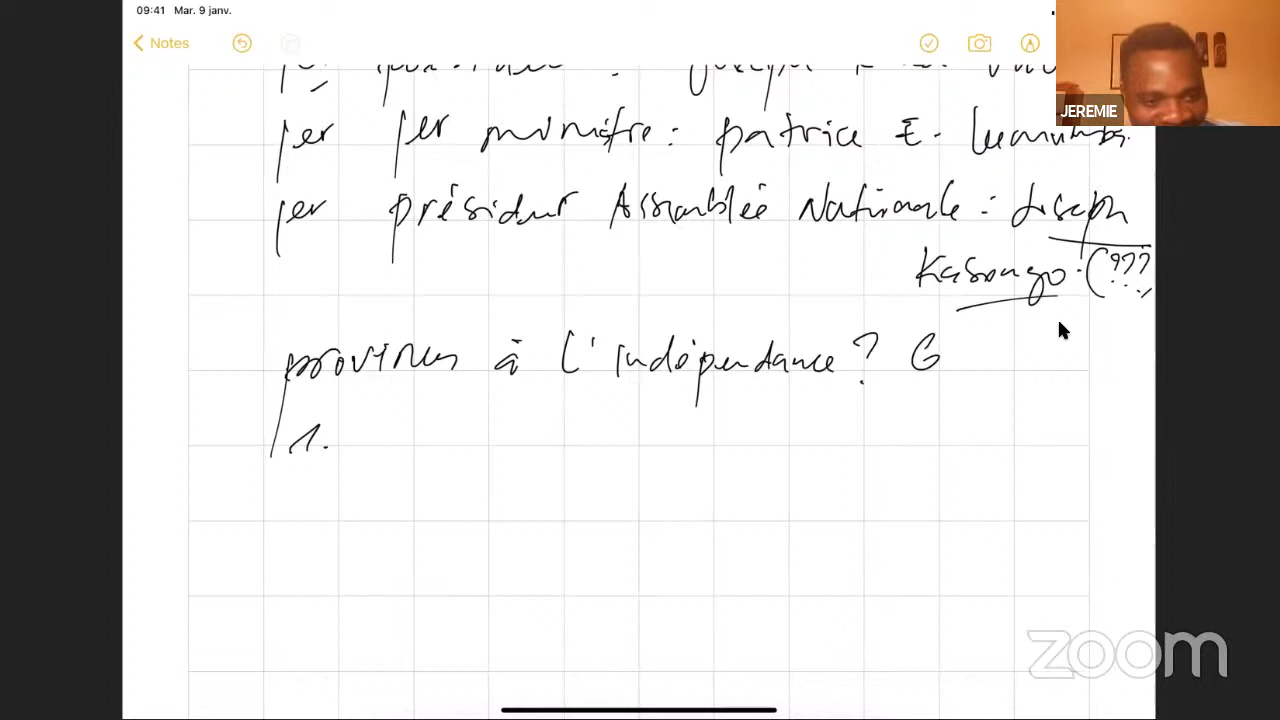 09:41 Mar. 9 janv.
Notes
JEREMIE
1er 1er ministre : patrice E. Lumumba.
1er président Assemblée Nationale : Joseph
Kasongo. (???)
provinces à l'indépendance ? 6
1.
zoom